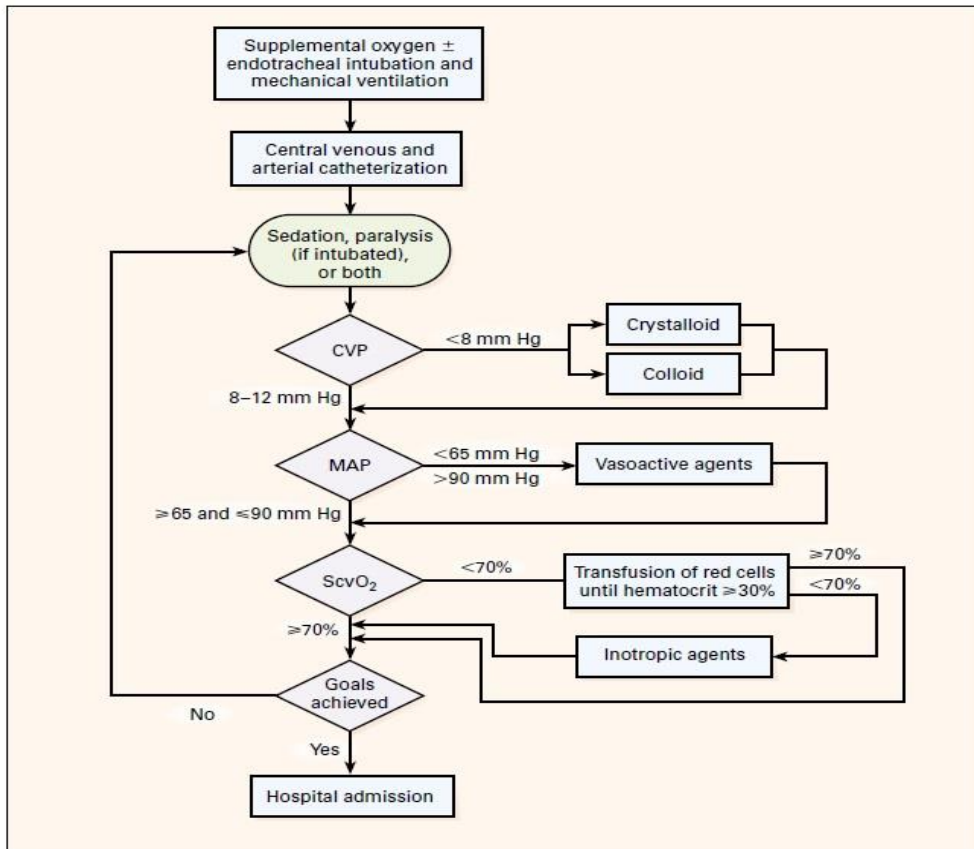 Supplemental oxygen ±
endotracheal intubation and
mechanical ventilation
Central venous and
arterial catheterization
Sedation, paralysis
(if intubated),
or both
CVP
<8 mm Hg
Crystalloid
Colloid
8–12 mm Hg
MAP
<65 mm Hg
>90 mm Hg
Vasoactive agents
≥65 and ≤90 mm Hg
ScvO₂
<70%
Transfusion of red cells
until hematocrit ≥30%
≥70%
<70%
≥70%
Inotropic agents
Goals
achieved
No
Yes
Hospital admission